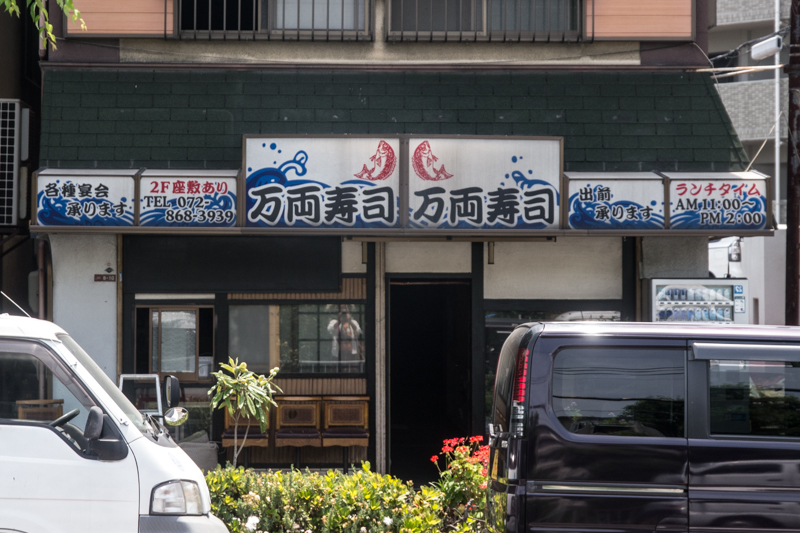 各種宴会
承ります
2F座敷あり
TEL 072-
868-3939
万両寿司
万両寿司
出前
承ります
ランチタイム
AM11:00〜
PM 2:00